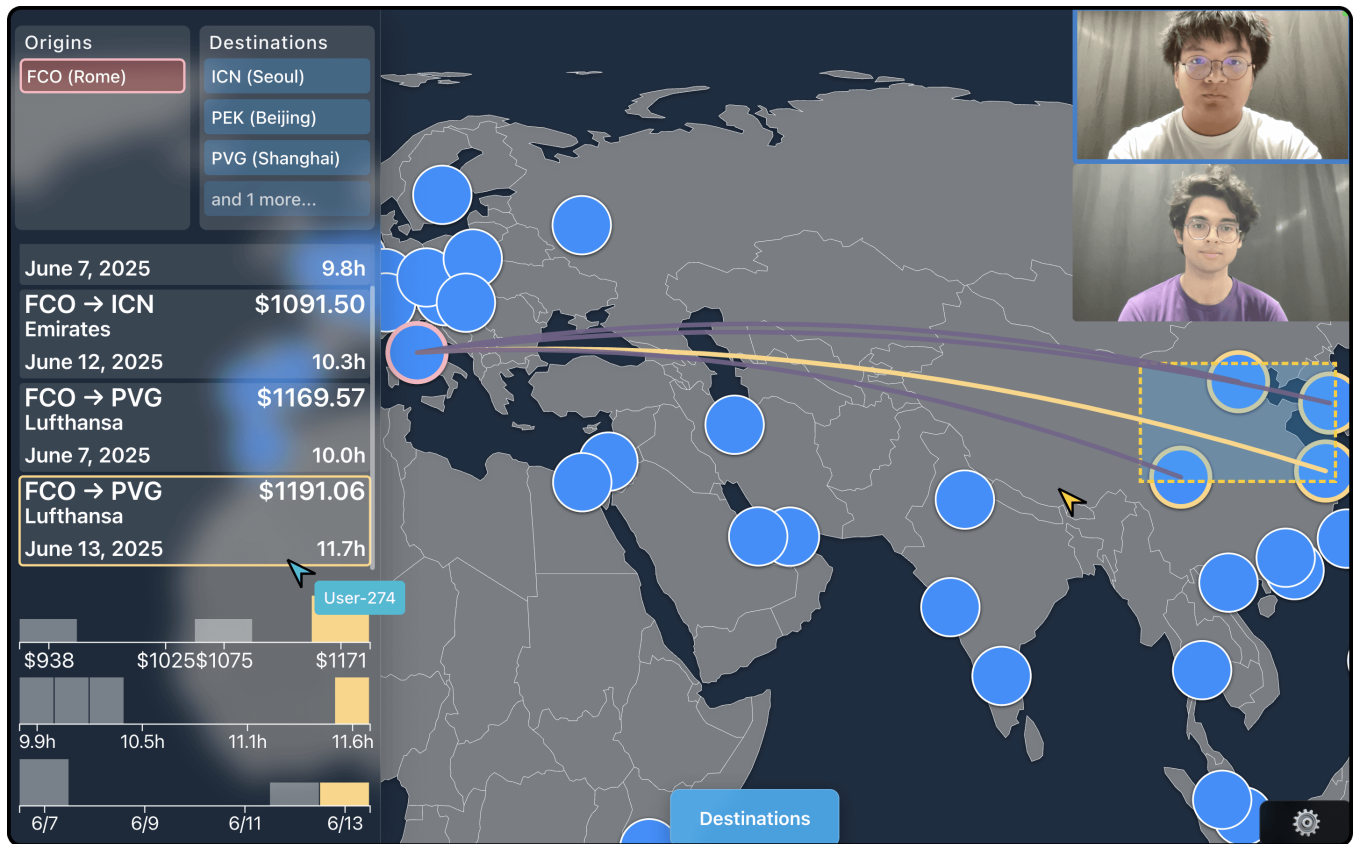 Origins
FCO (Rome)
Destinations
ICN (Seoul)
PEK (Beijing)
PVG (Shanghai)
and 1 more...
June 7, 2025 9.8h
FCO → ICN $1091.50
Emirates
June 12, 2025 10.3h
FCO → PVG $1169.57
Lufthansa
June 7, 2025 10.0h
FCO → PVG $1191.06
Lufthansa
June 13, 2025 11.7h
User-274
$938 $1025 $1075 $1171
9.9h 10.5h 11.1h 11.6h
6/7 6/9 6/11 6/13
Destinations